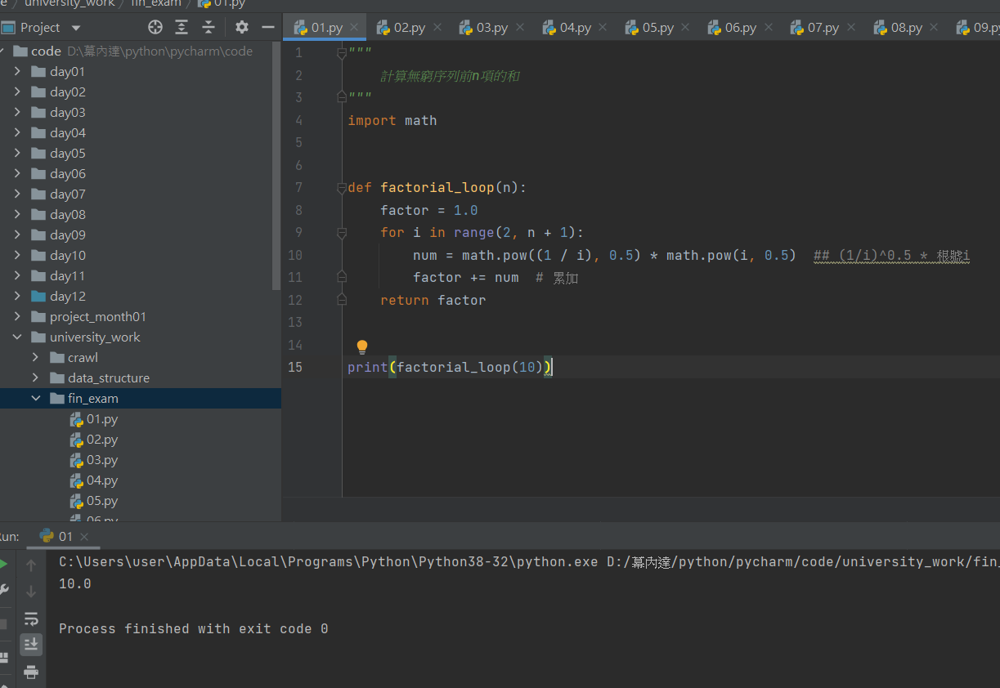 e / university_work / fin_exam / 01.py
Project
01.py 02.py 03.py 04.py 05.py 06.py 07.py 08.py 09.py
code D:\幕內達\python\pycharm\code
day01
day02
day03
day04
day05
day06
day07
day08
day09
day10
day11
day12
project_month01
university_work
crawl
data_structure
fin_exam
01.py
02.py
03.py
04.py
05.py
06.py
1 """
2     計算無窮序列前n項的和
3 """
4 import math
5
6
7 def factorial_loop(n):
8     factor = 1.0
9     for i in range(2, n + 1):
10         num = math.pow((1 / i), 0.5) * math.pow(i, 0.5)  ## (1/i)^0.5 * 根號i
11         factor += num  # 累加
12     return factor
13
14
15 print(factorial_loop(10))
un: 01
C:\Users\user\AppData\Local\Programs\Python\Python38-32\python.exe D:/幕內達/python/pycharm/code/university_work/fin_
10.0
Process finished with exit code 0